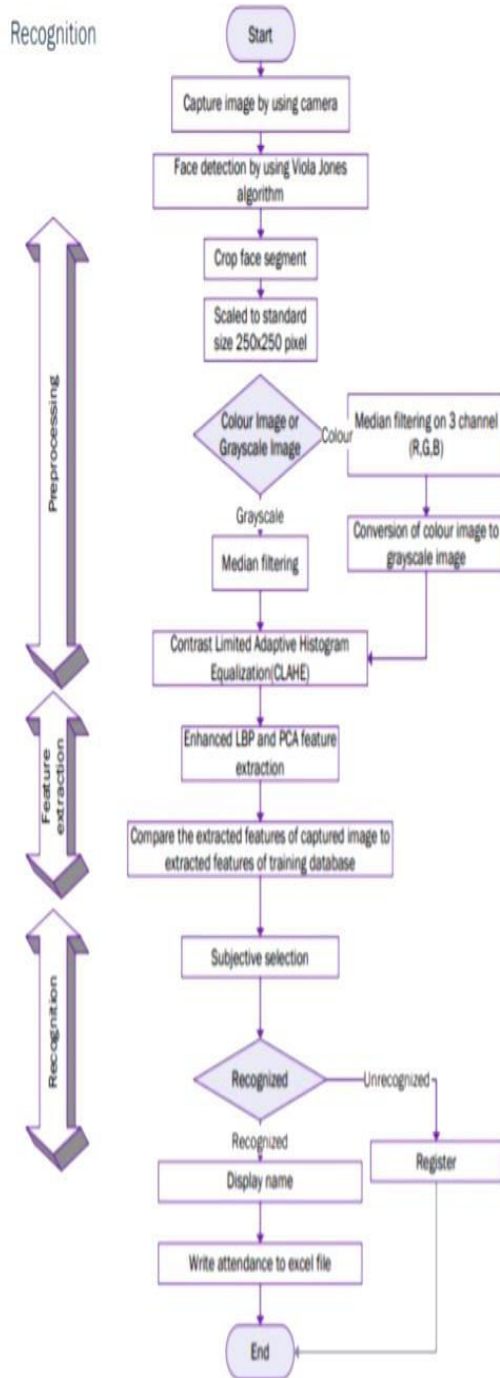 Recognition
Start
Capture image by using camera
Face detection by using Viola Jones
algorithm
Crop face segment
Scaled to standard
size 250x250 pixel
Colour Image or
Grayscale Image
Colour
Median filtering on 3 channel
(R,G,B)
Grayscale
Median filtering
Conversion of colour image to
grayscale image
Contrast Limited Adaptive Histogram
Equalization(CLAHE)
Preprocessing
Enhanced LBP and PCA feature
extraction
Compare the extracted features of captured image to
extracted features of training database
Feature
extraction
Subjective selection
Recognized
Unrecognized
Recognized
Register
Display name
Write attendance to excel file
Recognition
End